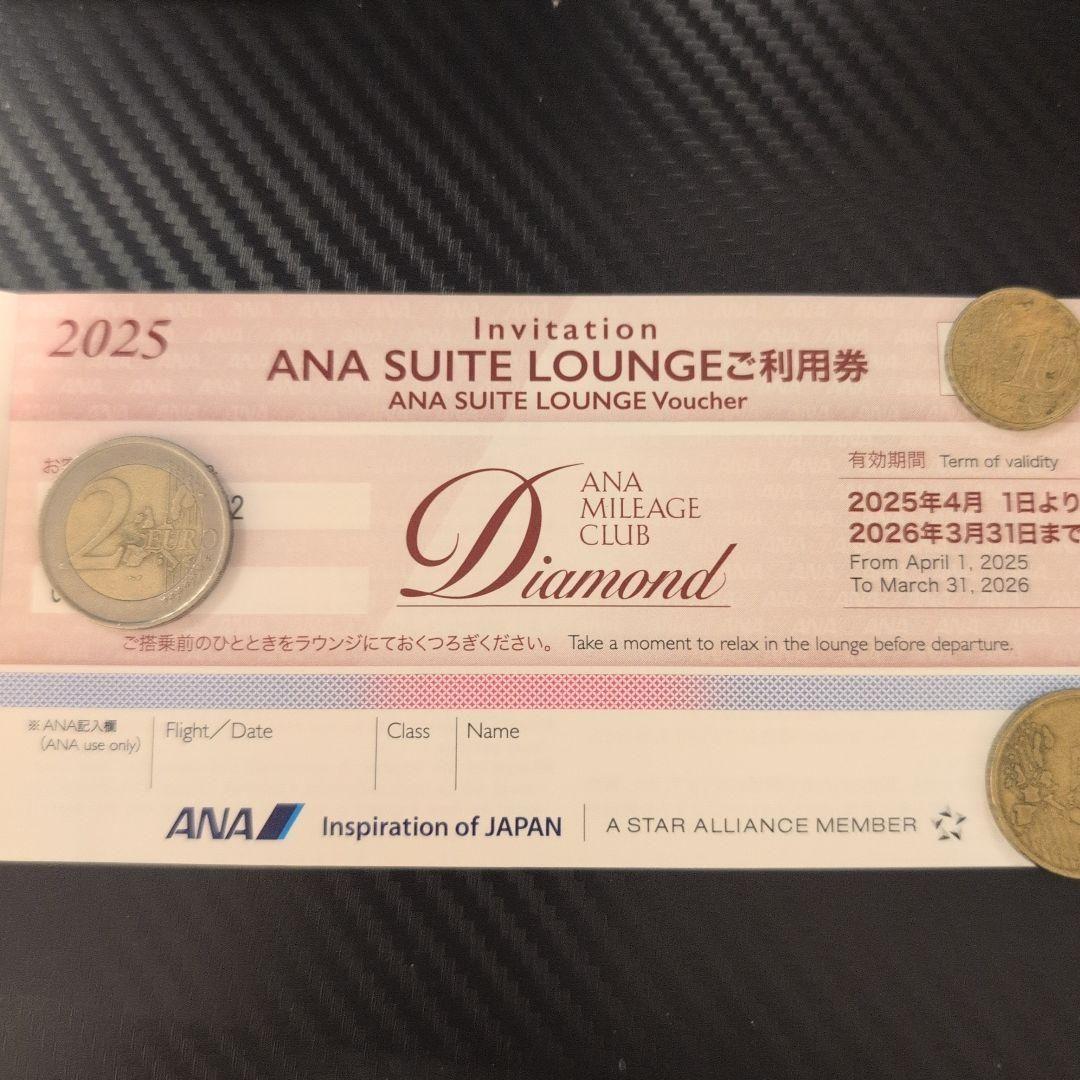 2025
Invitation
ANA SUITE LOUNGEご利用券
ANA SUITE LOUNGE Voucher
2 EURO
ANA
MILEAGE
CLUB
Diamond
有効期間 Term of validity
2025年4月 1日より
2026年3月31日まで
From April 1, 2025
To March 31, 2026
ご搭乗前のひとときをラウンジにておくつろぎください。 Take a moment to relax in the lounge before departure.
※ANA記入欄
(ANA use only)
Flight／Date
Class
Name
ANA Inspiration of JAPAN
A STAR ALLIANCE MEMBER